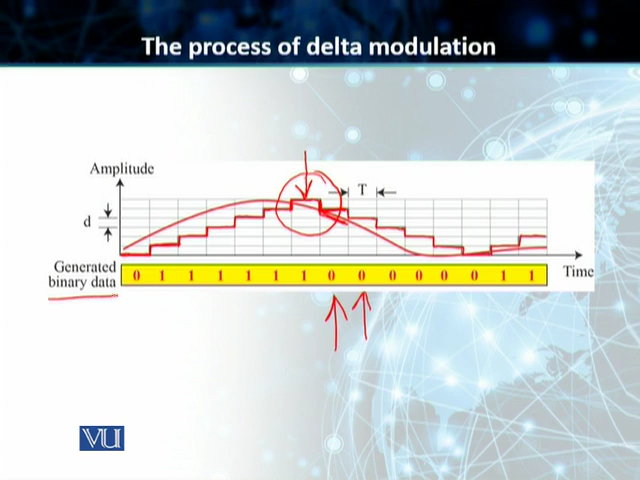 The process of delta modulation
Amplitude
T
d
Generated
binary data
0 1 1 1 1 1 1 0 0 0 0 0 0 1 1
Time
VU